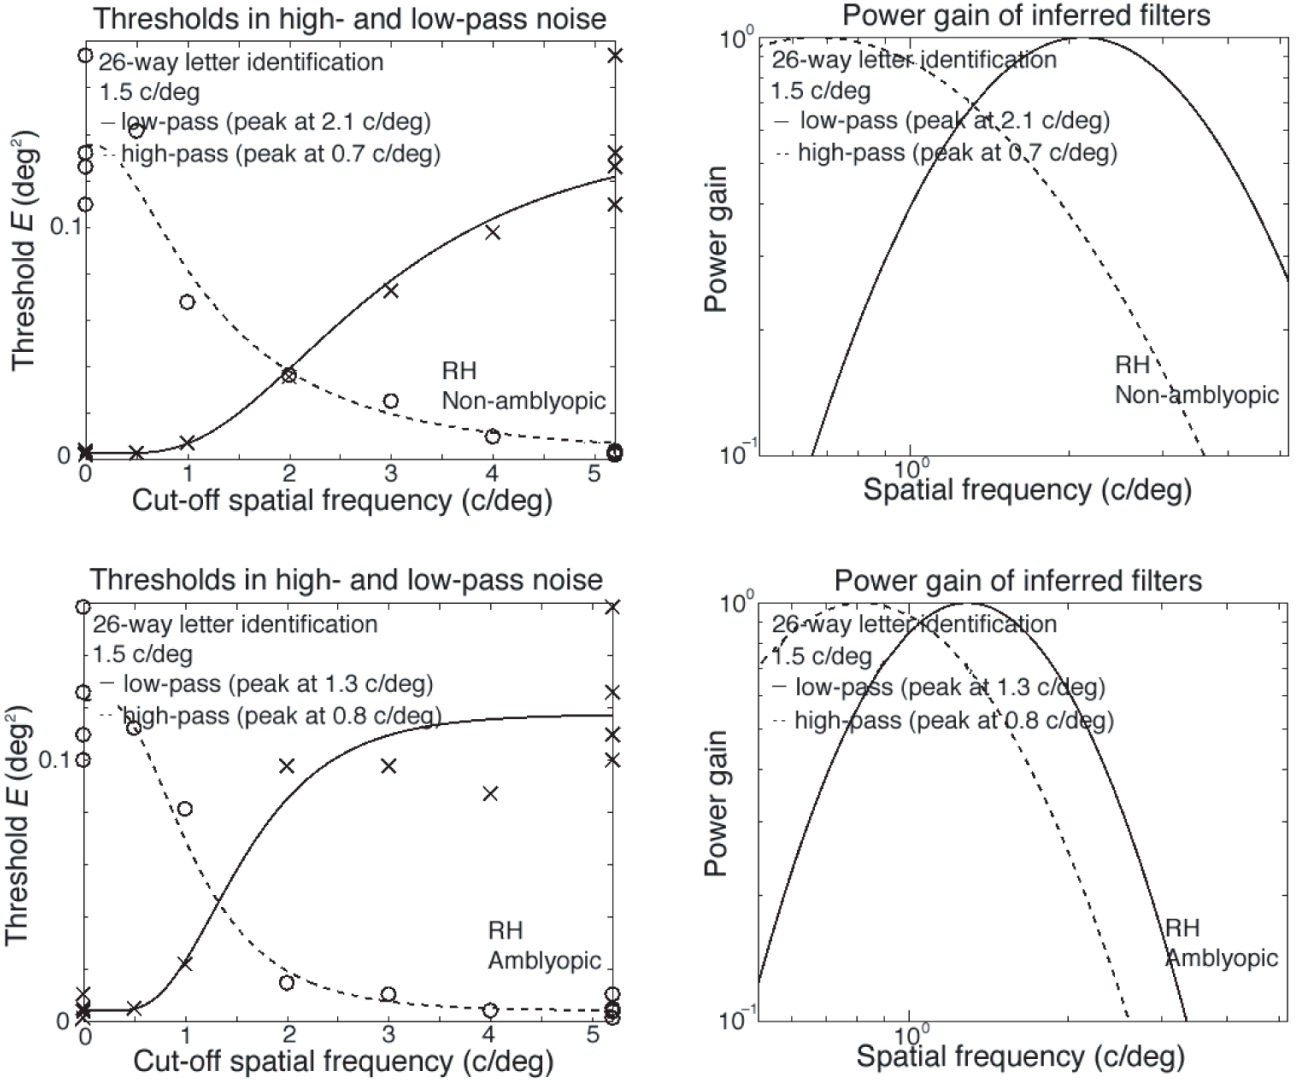 Thresholds in high- and low-pass noise
26-way letter identification
1.5 c/deg
– low-pass (peak at 2.1 c/deg)
-- high-pass (peak at 0.7 c/deg)
Threshold E (deg²)
0.1
0
RH
Non-amblyopic
0 1 2 3 4 5
Cut-off spatial frequency (c/deg)
Power gain of inferred filters
10⁰
26-way letter identification
1.5 c/deg
– low-pass (peak at 2.1 c/deg)
-- high-pass (peak at 0.7 c/deg)
Power gain
RH
Non-amblyopic
10⁻¹
10⁰
Spatial frequency (c/deg)
Thresholds in high- and low-pass noise
26-way letter identification
1.5 c/deg
– low-pass (peak at 1.3 c/deg)
-- high-pass (peak at 0.8 c/deg)
Threshold E (deg²)
0.1
0
RH
Amblyopic
0 1 2 3 4 5
Cut-off spatial frequency (c/deg)
Power gain of inferred filters
10⁰
26-way letter identification
1.5 c/deg
– low-pass (peak at 1.3 c/deg)
-- high-pass (peak at 0.8 c/deg)
Power gain
RH
Amblyopic
10⁻¹
10⁰
Spatial frequency (c/deg)